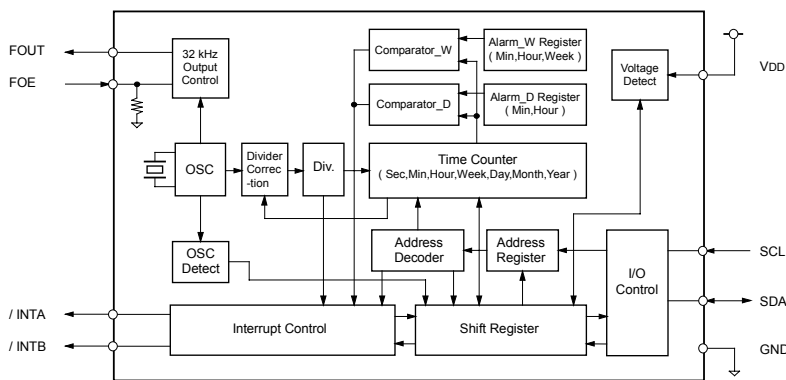 FOUT
FOE
32 kHz
Output
Control
Comparator_W
Alarm_W Register
( Min,Hour,Week )
Comparator_D
Alarm_D Register
( Min,Hour )
Voltage
Detect
VDD
OSC
Divider
Correc
-tion
Div.
Time Counter
( Sec,Min,Hour,Week,Day,Month,Year )
OSC
Detect
Address
Decoder
Address
Register
I/O
Control
SCL
SDA
GND
/ INTA
/ INTB
Interrupt Control
Shift Register